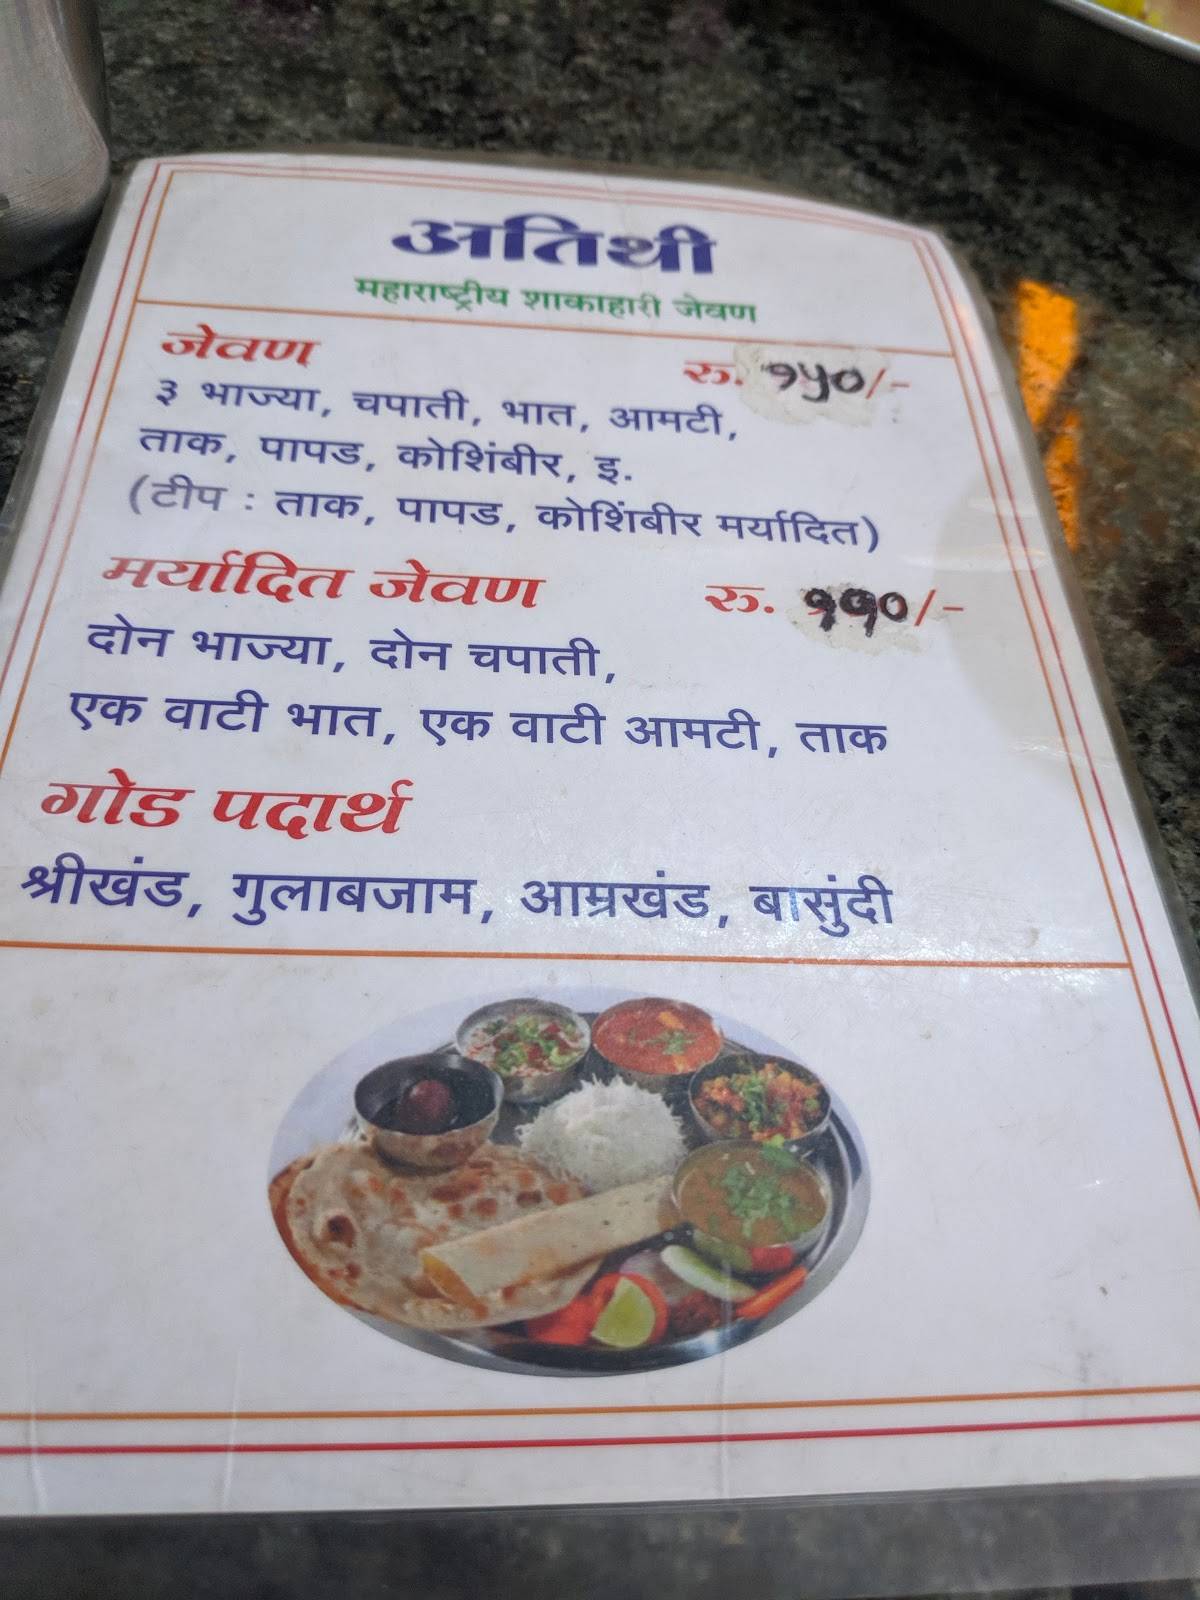 अतिथी
महाराष्ट्रीय शाकाहारी जेवण
जेवण रु. १५०/-
३ भाज्या, चपाती, भात, आमटी,
ताक, पापड, कोशिंबीर, इ.
(टीप : ताक, पापड, कोशिंबीर मर्यादित)
मर्यादित जेवण रु. ११०/-
दोन भाज्या, दोन चपाती,
एक वाटी भात, एक वाटी आमटी, ताक
गोड पदार्थ
श्रीखंड, गुलाबजाम, आम्रखंड, बासुंदी